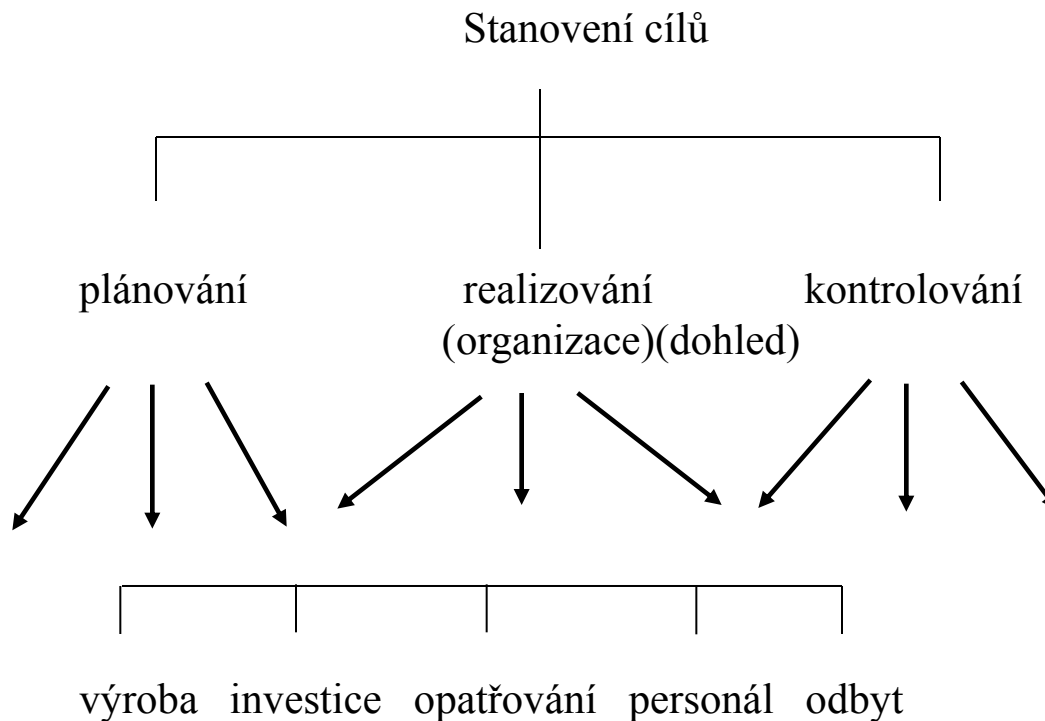 Stanovení cílů
plánování realizování kontrolování
(organizace)(dohled)
výroba investice opatřování personál odbyt